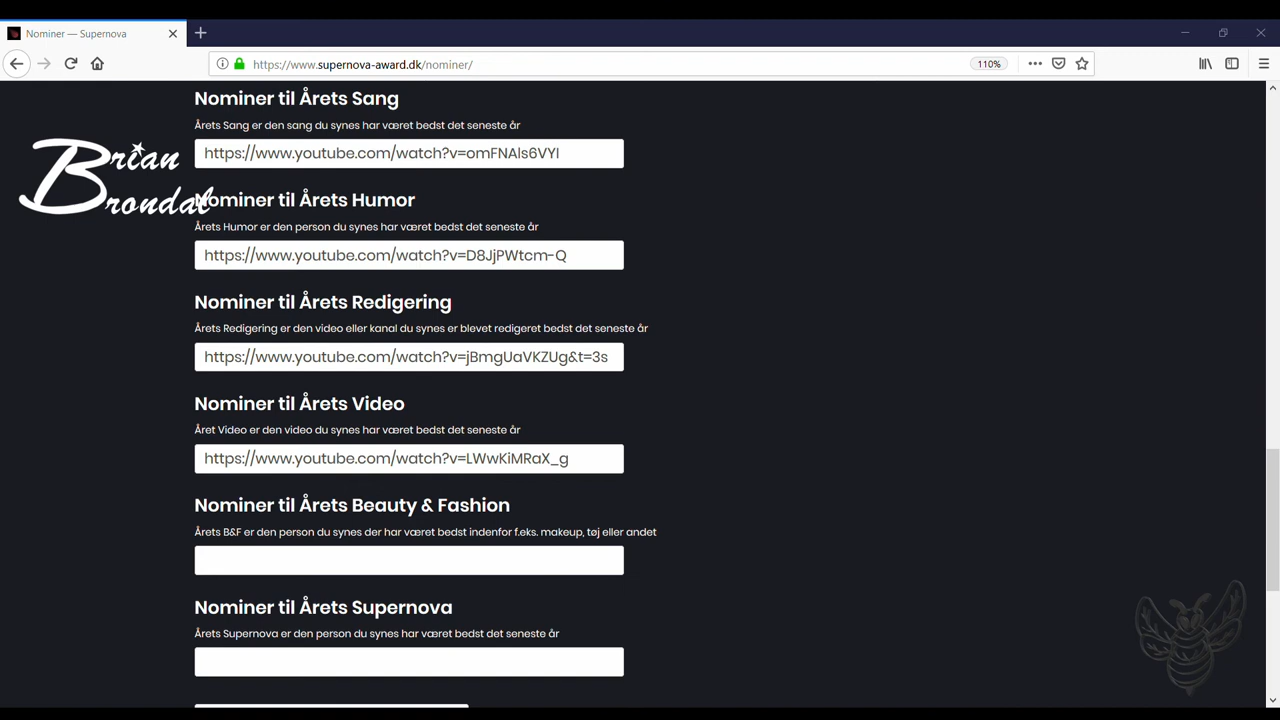 Nominer — Supernova
https://www.supernova-award.dk/nominer/
110%
Nominer til Årets Sang
Årets Sang er den sang du synes har været bedst det seneste år
https://www.youtube.com/watch?v=omFNAls6VYI
Brian
Brondal
Nominer til Årets Humor
Årets Humor er den person du synes har været bedst det seneste år
https://www.youtube.com/watch?v=D8JjPWtcm-Q
Nominer til Årets Redigering
Årets Redigering er den video eller kanal du synes er blevet redigeret bedst det seneste år
https://www.youtube.com/watch?v=jBmgUaVKZUg&t=3s
Nominer til Årets Video
Året Video er den video du synes har været bedst det seneste år
https://www.youtube.com/watch?v=LWwKiMRaX_g
Nominer til Årets Beauty & Fashion
Årets B&F er den person du synes der har været bedst indenfor f.eks. makeup, tøj eller andet
Nominer til Årets Supernova
Årets Supernova er den person du synes har været bedst det seneste år